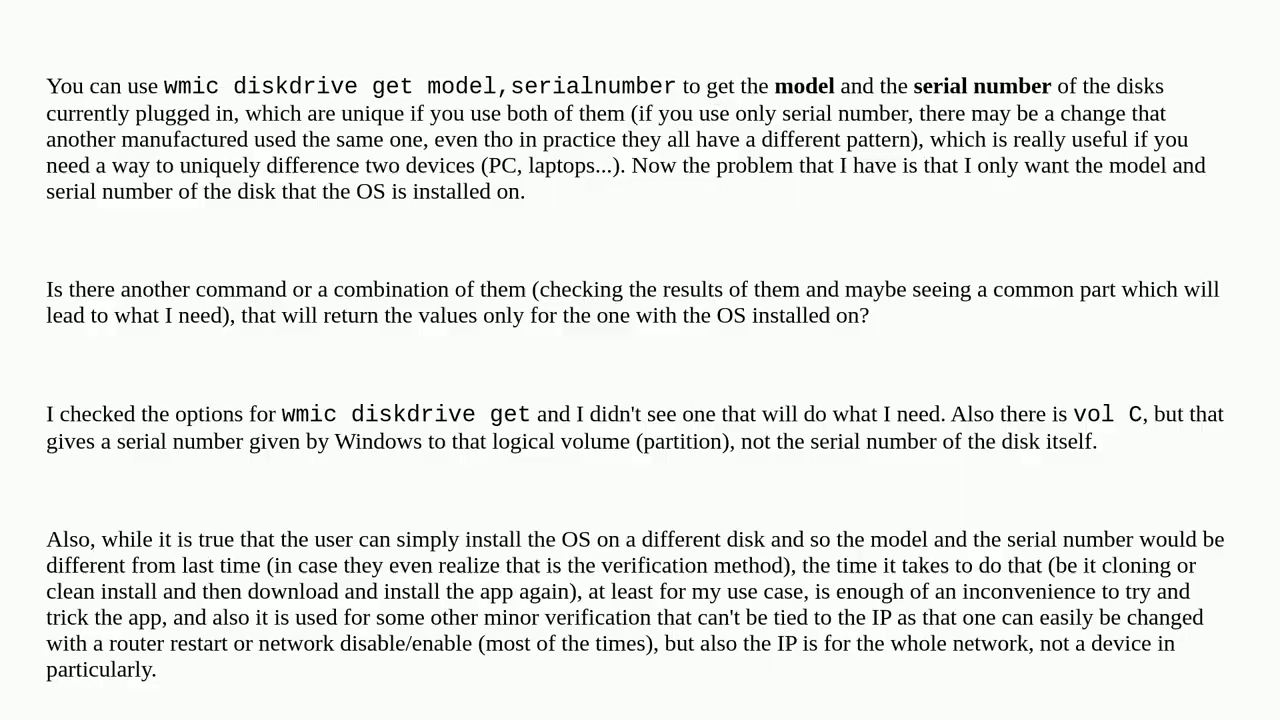 You can use wmic diskdrive get model,serialnumber to get the model and the serial number of the disks
currently plugged in, which are unique if you use both of them (if you use only serial number, there may be a change that
another manufactured used the same one, even tho in practice they all have a different pattern), which is really useful if you
need a way to uniquely difference two devices (PC, laptops...). Now the problem that I have is that I only want the model and
serial number of the disk that the OS is installed on.
Is there another command or a combination of them (checking the results of them and maybe seeing a common part which will
lead to what I need), that will return the values only for the one with the OS installed on?
I checked the options for wmic diskdrive get and I didn't see one that will do what I need. Also there is vol C, but that
gives a serial number given by Windows to that logical volume (partition), not the serial number of the disk itself.
Also, while it is true that the user can simply install the OS on a different disk and so the model and the serial number would be
different from last time (in case they even realize that is the verification method), the time it takes to do that (be it cloning or
clean install and then download and install the app again), at least for my use case, is enough of an inconvenience to try and
trick the app, and also it is used for some other minor verification that can't be tied to the IP as that one can easily be changed
with a router restart or network disable/enable (most of the times), but also the IP is for the whole network, not a device in
particularly.